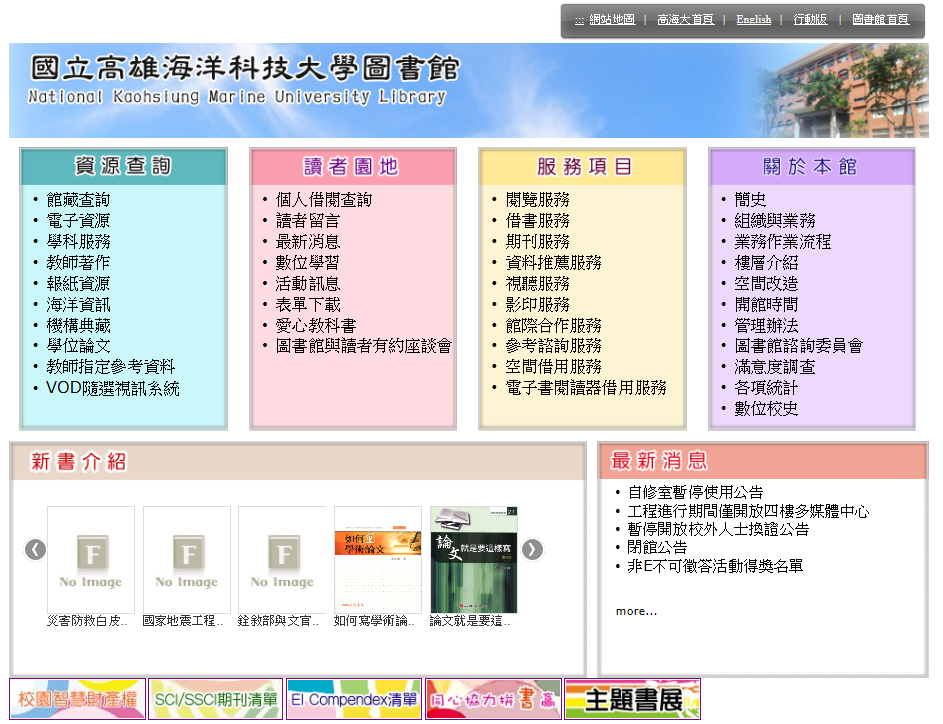 ::: 網站地圖 | 高海大首頁 | English | 行動版 | 圖書館首頁
國立高雄海洋科技大學圖書館
National Kaohsiung Marine University Library
資源查詢
• 館藏查詢
• 電子資源
• 學科服務
• 教師著作
• 報紙資源
• 海洋資訊
• 機構典藏
• 學位論文
• 教師指定參考資料
• VOD隨選視訊系統
讀者園地
• 個人借閱查詢
• 讀者留言
• 最新消息
• 數位學習
• 活動訊息
• 表單下載
• 愛心教科書
• 圖書館與讀者有約座談會
服務項目
• 閱覽服務
• 借書服務
• 期刊服務
• 資料推薦服務
• 視聽服務
• 影印服務
• 館際合作服務
• 參考諮詢服務
• 空間借用服務
• 電子書閱讀器借用服務
關於本館
• 簡史
• 組織與業務
• 業務作業流程
• 樓層介紹
• 空間改造
• 開館時間
• 管理辦法
• 圖書館諮詢委員會
• 滿意度調查
• 各項統計
• 數位校史
新書介紹
F
No Image
災害防救白皮..
F
No Image
國家地震工程..
F
No Image
銓敘部與文官..
如何寫
學術論文
如何寫學術論..
21
論文就是要這樣寫
論文就是要這..
最新消息
• 自修室暫停使用公告
• 工程進行期間僅開放四樓多媒體中心
• 暫停開放校外人士換證公告
• 閉館公告
• 非E不可徵答活動得獎名單
more...
校園智慧財產權
SCI/SSCI期刊清單
EI Compendex清單
同心協力拼書贏
主題書展